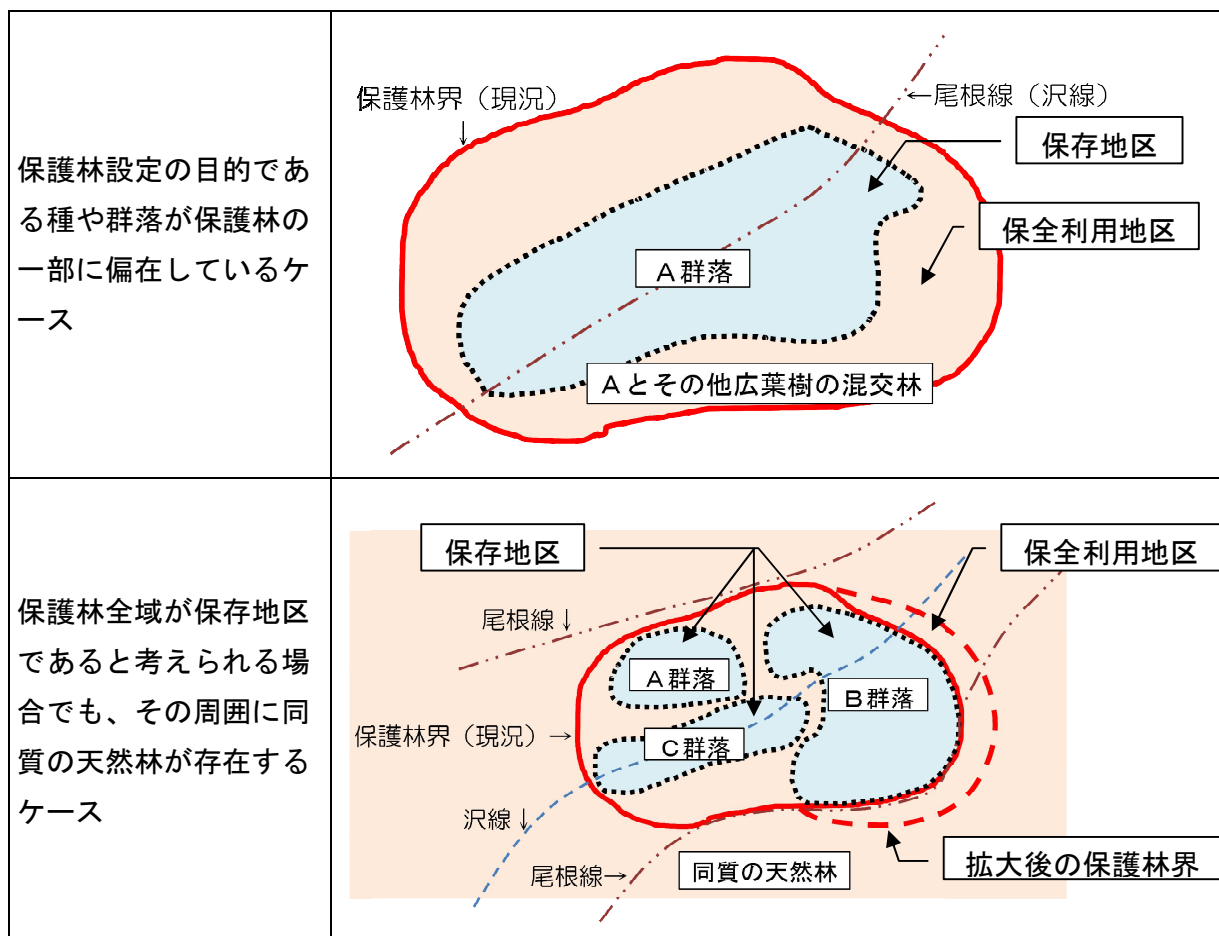 保護林設定の目的であ
る種や群落が保護林の
一部に偏在しているケ
ース
保護林界（現況）
↓
←尾根線（沢線）
保存地区
保全利用地区
A群落
Aとその他広葉樹の混交林
保護林全域が保存地区
であると考えられる場
合でも、その周囲に同
質の天然林が存在する
ケース
保存地区
保全利用地区
尾根線↓
A群落
B群落
保護林界（現況）→
C群落
沢線↓
拡大後の保護林界
同質の天然林
尾根線→